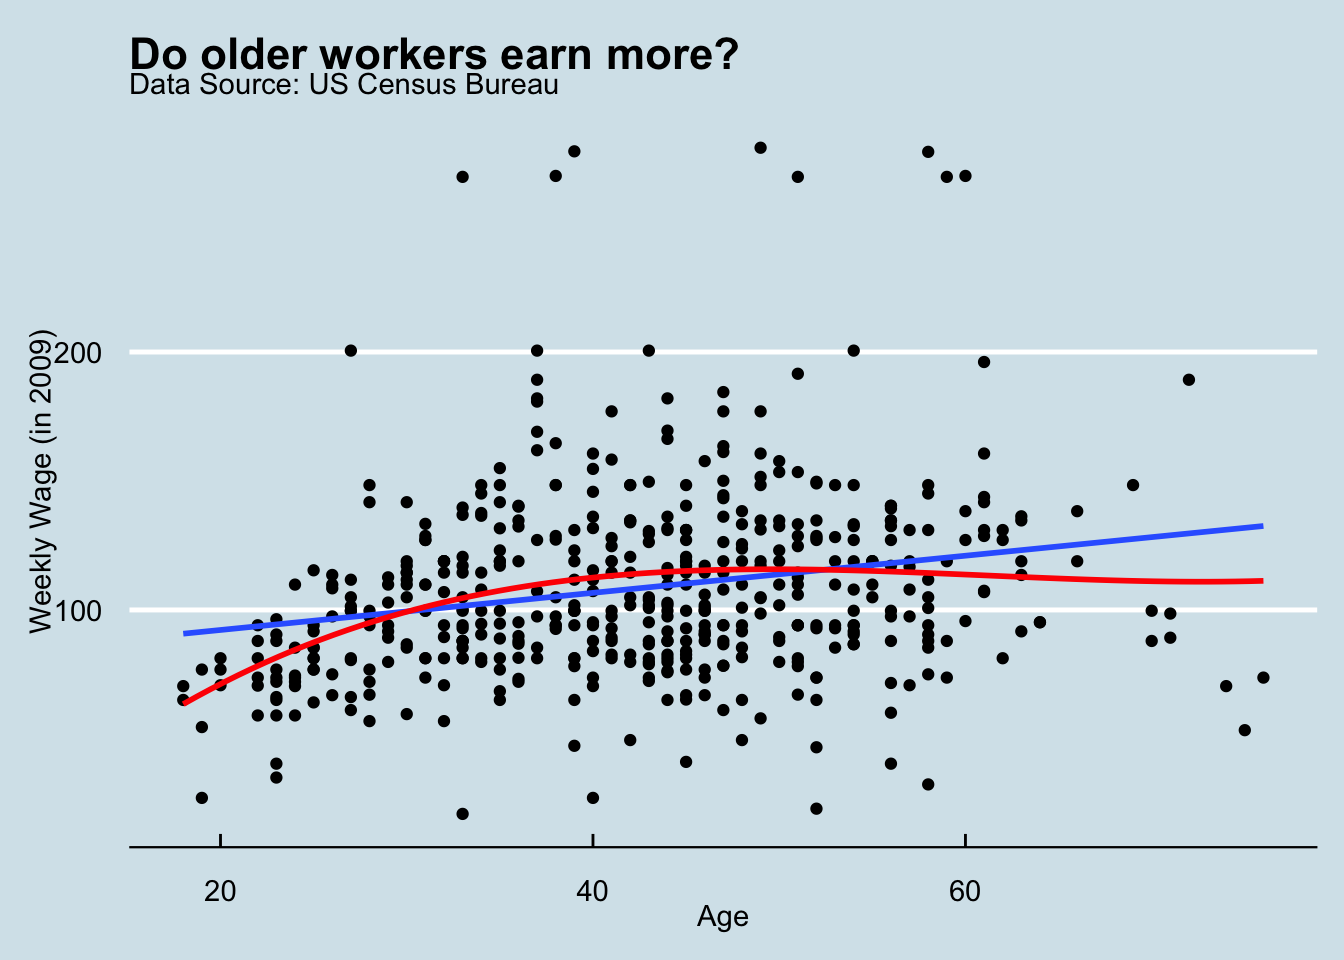 Do older workers earn more?
Data Source: US Census Bureau
Weekly Wage (in 2009)
200
100
20 40 60
Age